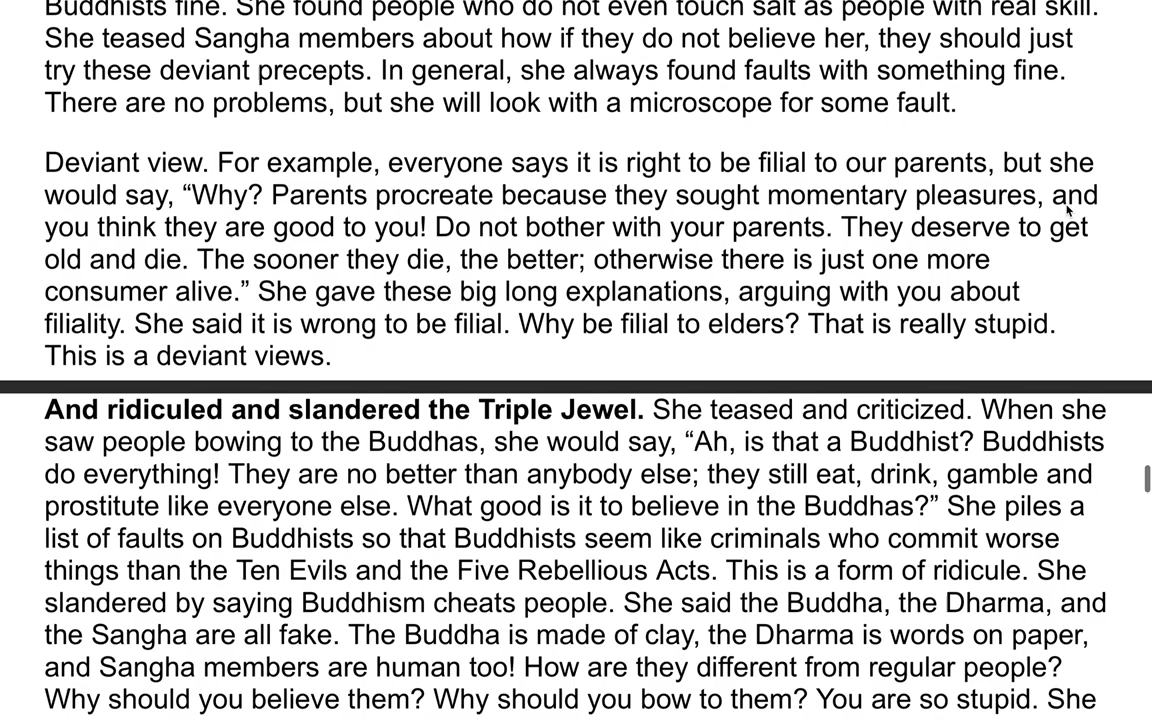 Buddhists fine. She found people who do not even touch salt as people with real skill.
She teased Sangha members about how if they do not believe her, they should just
try these deviant precepts. In general, she always found faults with something fine.
There are no problems, but she will look with a microscope for some fault.
Deviant view. For example, everyone says it is right to be filial to our parents, but she
would say, “Why? Parents procreate because they sought momentary pleasures, and
you think they are good to you! Do not bother with your parents. They deserve to get
old and die. The sooner they die, the better; otherwise there is just one more
consumer alive.” She gave these big long explanations, arguing with you about
filiality. She said it is wrong to be filial. Why be filial to elders? That is really stupid.
This is a deviant views.
And ridiculed and slandered the Triple Jewel. She teased and criticized. When she
saw people bowing to the Buddhas, she would say, “Ah, is that a Buddhist? Buddhists
do everything! They are no better than anybody else; they still eat, drink, gamble and
prostitute like everyone else. What good is it to believe in the Buddhas?” She piles a
list of faults on Buddhists so that Buddhists seem like criminals who commit worse
things than the Ten Evils and the Five Rebellious Acts. This is a form of ridicule. She
slandered by saying Buddhism cheats people. She said the Buddha, the Dharma, and
the Sangha are all fake. The Buddha is made of clay, the Dharma is words on paper,
and Sangha members are human too! How are they different from regular people?
Why should you believe them? Why should you bow to them? You are so stupid. She